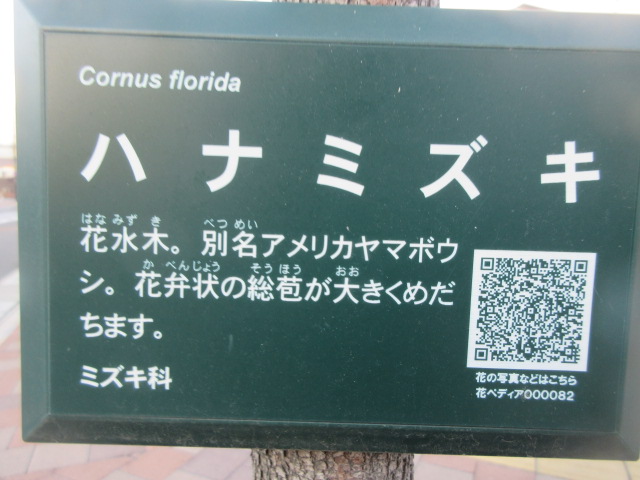 Cornus florida
ハナミズキ
はなみずき べつめい
花水木。別名アメリカヤマボウ
か べんじょう そうほう おお
シ。花弁状の総苞が大きくめだ
ちます。
ミズキ科
花の写真などはこちら
花ペディア000082